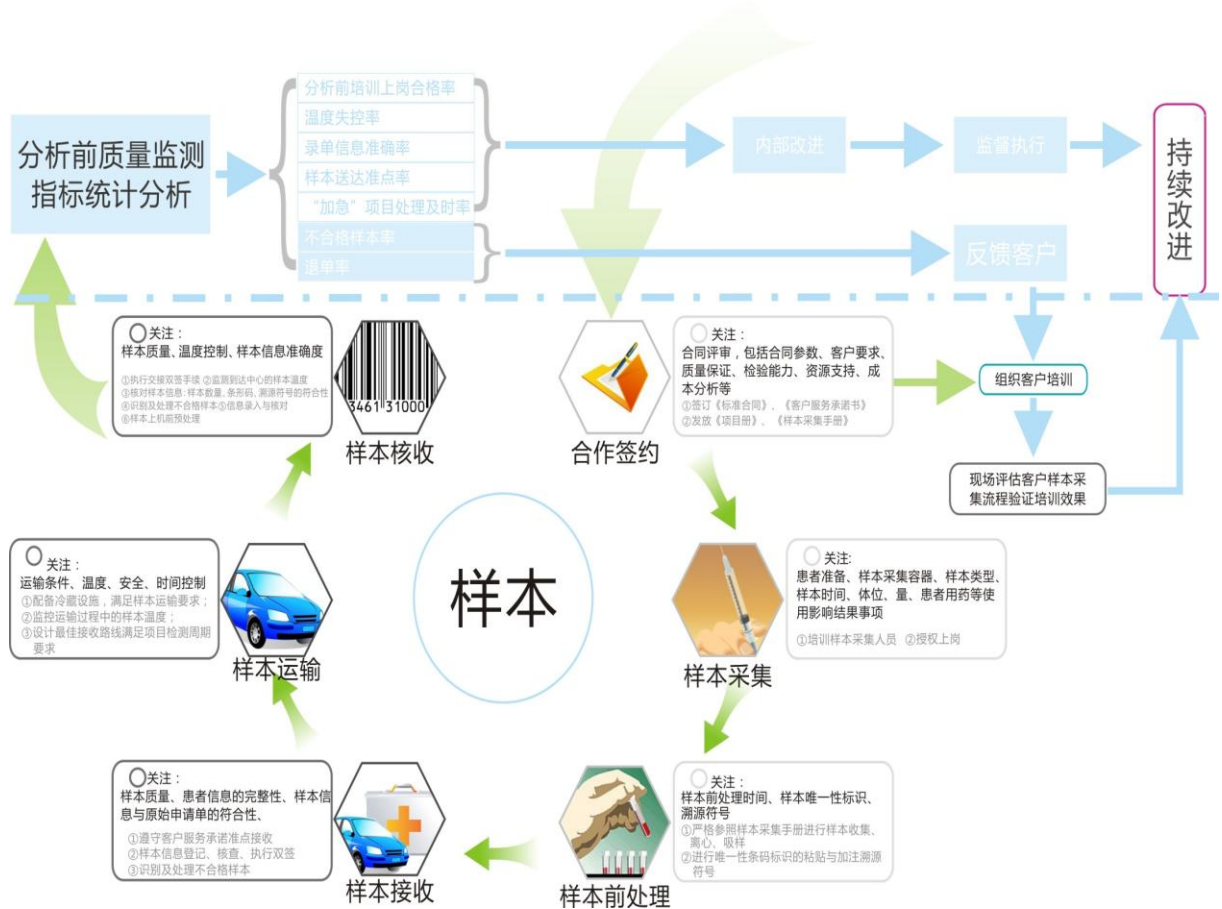 分析前质量监测
指标统计分析
分析前培训上岗合格率
温度失控率
录单信息准确率
样本送达准点率
“加急”项目处理及时率
不合格样本率
退单率
内部改进
监督执行
反馈客户
持续改进
关注：
样本质量、温度控制、样本信息准确度
①执行交接双签手续 ②监测到达中心的样本温度
③核对样本信息：样本数量、条形码、溯源符号的符合性
④识别及处理不合格样本⑤信息录入与核对
⑥样本上机前预处理
3461 31000
样本核收
合作签约
关注：
合同评审，包括合同参数、客户要求、
质量保证、检验能力、资源支持、成
本分析等
①签订《标准合同》、《客户服务承诺书》
②发放《项目册》、《样本采集手册》
组织客户培训
现场评估客户样本采
集流程验证培训效果
关注：
运输条件、温度、安全、时间控制
①配备冷藏设施，满足样本运输要求；
②监控运输过程中的样本温度；
③设计最佳接收路线满足项目检测周期
要求
样本运输
样本
样本采集
关注:
患者准备、样本采集容器、样本类型、
样本时间、体位、量、患者用药等使
用影响结果事项
①培训样本采集人员 ②授权上岗
关注：
样本质量、患者信息的完整性、样本信
息与原始申请单的符合性、
①遵守客户服务承诺准点接收
②样本信息登记、核查、执行双签
③识别及处理不合格样本
样本接收
样本前处理
关注：
样本前处理时间、样本唯一性标识、
溯源符号
①严格参照样本采集手册进行样本收集、
离心、吸样
②进行唯一性条码标识的粘贴与加注溯源
符号